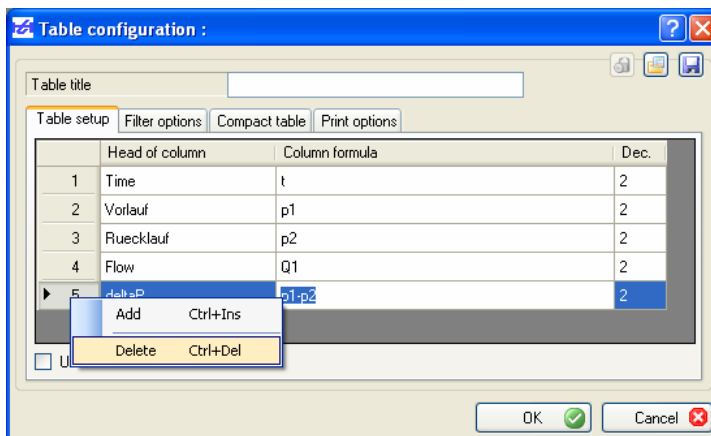 Table configuration :
Table title
Table setup Filter options Compact table Print options
Head of column Column formula Dec.
1 Time t 2
2 Vorlauf p1 2
3 Ruecklauf p2 2
4 Flow Q1 2
5 deltaP p1-p2 2
Add Ctrl+Ins
Delete Ctrl+Del
U
OK Cancel